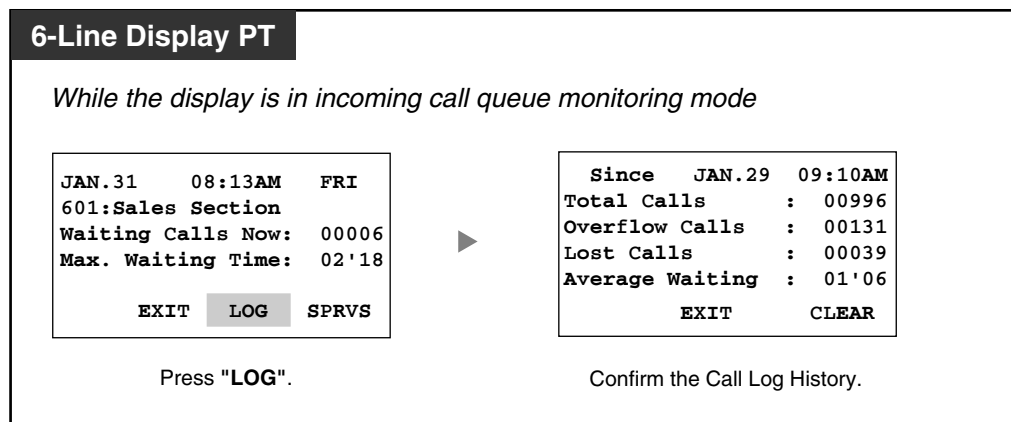 6-Line Display PT
While the display is in incoming call queue monitoring mode
JAN.31 08:13AM FRI
601:Sales Section
Waiting Calls Now: 00006
Max. Waiting Time: 02'18
EXIT LOG SPRVS
Press "LOG".
Since JAN.29 09:10AM
Total Calls : 00996
Overflow Calls : 00131
Lost Calls : 00039
Average Waiting : 01'06
EXIT CLEAR
Confirm the Call Log History.